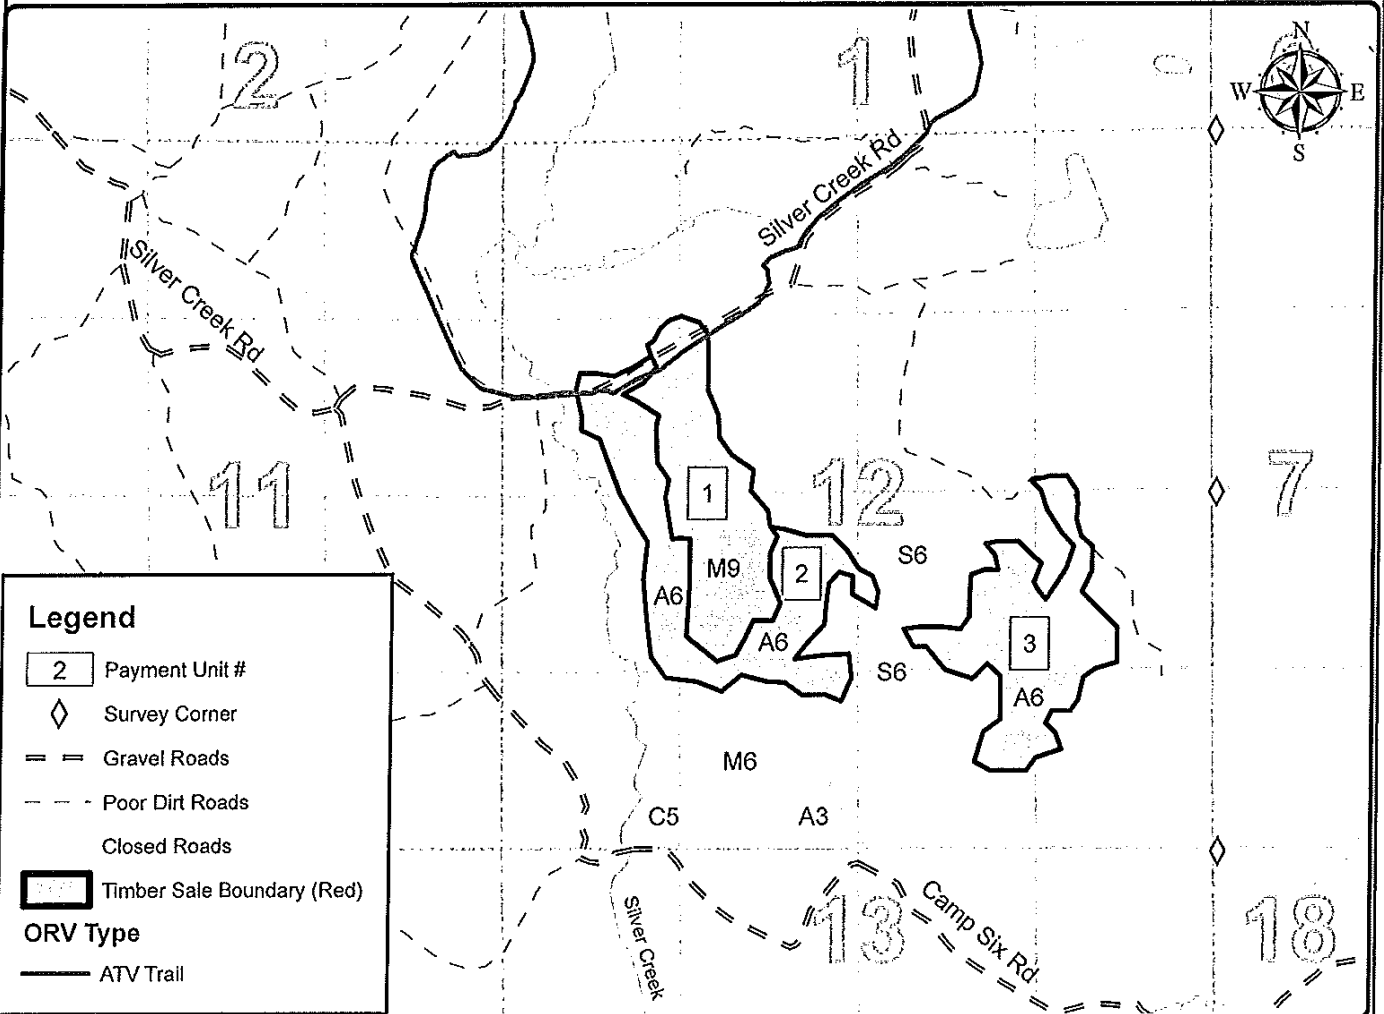 2
1
N
W E
S
Silver Creek Rd
Silver Creek Rd
11
1
12
7
M9
2
S6
A6
A6
3
S6
A6
M6
C5
A3
Silver Creek
13
Camp Six Rd
18
Legend
2 Payment Unit #
Survey Corner
Gravel Roads
Poor Dirt Roads
Closed Roads
Timber Sale Boundary (Red)
ORV Type
ATV Trail